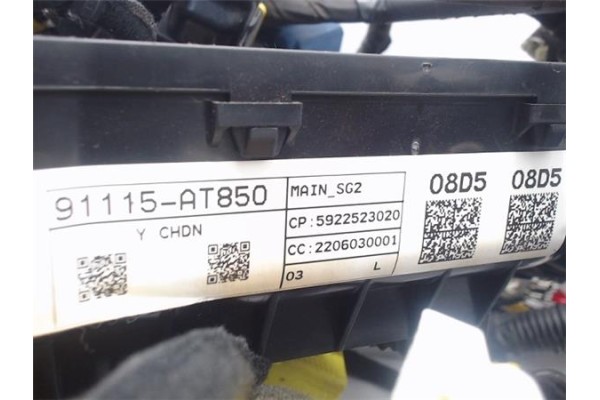 91115-AT850
Y CHDN
MAIN_SG2
CP:5922523020
CC:2206030001
03 L
08D5 08D5